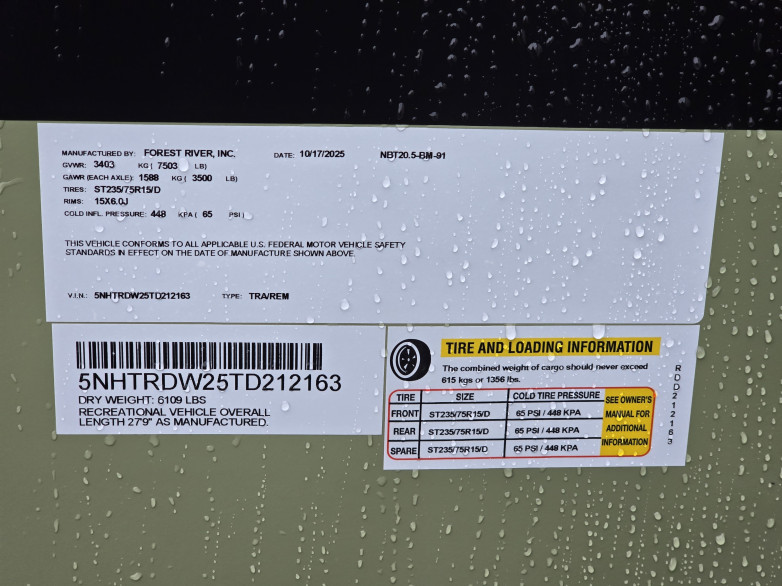 MANUFACTURED BY: FOREST RIVER, INC. DATE: 10/17/2025 NBT20.5-BM-91
GVWR: 3403 KG ( 7503 LB)
GAWR (EACH AXLE): 1588 KG ( 3500 LB)
TIRES: ST235/75R15/D
RIMS: 15X6.0J
COLD INFL. PRESSURE: 448 KPA ( 65 PSI)
THIS VEHICLE CONFORMS TO ALL APPLICABLE U.S. FEDERAL MOTOR VEHICLE SAFETY
STANDARDS IN EFFECT ON THE DATE OF MANUFACTURE SHOWN ABOVE.
V.I.N.: 5NHTRDW25TD212163 TYPE: TRA/REM
5NHTRDW25TD212163
DRY WEIGHT: 6109 LBS
RECREATIONAL VEHICLE OVERALL
LENGTH 27'9" AS MANUFACTURED.
TIRE AND LOADING INFORMATION
The combined weight of cargo should never exceed
615 kgs or 1356 lbs.
TIRE SIZE COLD TIRE PRESSURE
FRONT ST235/75R15/D 65 PSI / 448 KPA
REAR ST235/75R15/D 65 PSI / 448 KPA
SPARE ST235/75R15/D 65 PSI / 448 KPA
SEE OWNER'S
MANUAL FOR
ADDITIONAL
INFORMATION
RDD212163